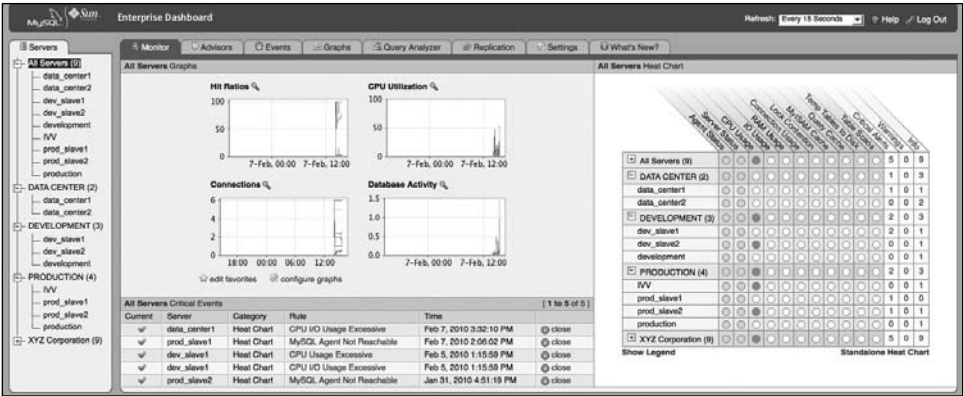 MySQL Sun Enterprise Dashboard
Refresh: Every 15 Seconds Help Log Out
Servers
All Servers (9)
data_center1
data_center2
dev_slave1
dev_slave2
development
IVV
prod_slave1
prod_slave2
production
DATA CENTER (2)
data_center1
data_center2
DEVELOPMENT (3)
dev_slave1
dev_slave2
development
PRODUCTION (4)
IVV
prod_slave1
prod_slave2
production
XYZ Corporation (9)
Monitor Advisors Events Graphs Query Analyzer Replication Settings What's New?
All Servers Graphs
Hit Ratios
100
50
7-Feb, 00:00 7-Feb, 12:00
CPU Utilization
100
50
7-Feb, 00:00 7-Feb, 12:00
Connections
6
4
2
0
18:00 00:00 06:00 12:00
Database Activity
1.5
1.0
0.5
0.0
7-Feb, 00:00 7-Feb, 12:00
edit favorites configure graphs
All Servers Critical Events [1 to 5 of 5]
Current Server Category Rule Time
data_center1 Heat Chart CPU I/O Usage Excessive Feb 7, 2010 3:32:10 PM close
prod_slave1 Heat Chart MySQL Agent Not Reachable Feb 7, 2010 2:06:02 PM close
dev_slave1 Heat Chart CPU Usage Excessive Feb 5, 2010 1:15:59 PM close
dev_slave1 Heat Chart CPU I/O Usage Excessive Feb 5, 2010 1:15:59 PM close
prod_slave2 Heat Chart MySQL Agent Not Reachable Jan 31, 2010 4:51:19 PM close
All Servers Heat Chart
Agent Status
Server Status
CPU Usage
I/O Usage
RAM Usage
Connection Usage
Lock Contention
MyISAM Cache
Query Cache
Temp Tables to Disk
Table Scans
Critical Alerts
Warnings
Info
All Servers (9) 5 0 9
DATA CENTER (2) 1 0 3
data_center1 1 0 1
data_center2 0 0 2
DEVELOPMENT (3) 2 0 3
dev_slave1 2 0 1
dev_slave2 0 0 1
development 0 0 1
PRODUCTION (4) 2 0 3
IVV 0 0 1
prod_slave1 1 0 0
prod_slave2 1 0 1
production 0 0 1
XYZ Corporation (9) 5 0 9
Show Legend Standalone Heat Chart